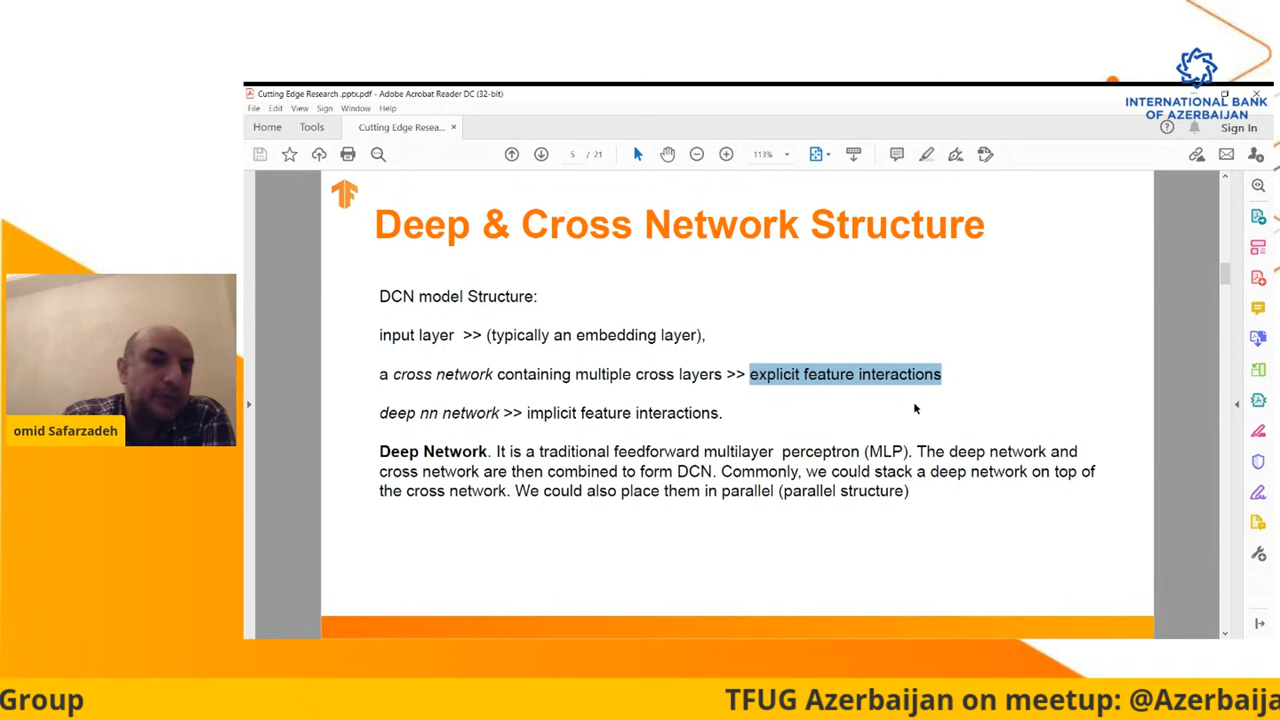 INTERNATIONAL BANK
OF AZERBAIJAN
Cutting Edge Research .pptx.pdf - Adobe Acrobat Reader DC (32-bit)
File Edit View Sign Window Help
Home Tools Cutting Edge Resea... ×
Sign In
5 / 21
113%
Deep & Cross Network Structure
DCN model Structure:
input layer >> (typically an embedding layer),
a cross network containing multiple cross layers >> explicit feature interactions
deep nn network >> implicit feature interactions.
Deep Network. It is a traditional feedforward multilayer perceptron (MLP). The deep network and
cross network are then combined to form DCN. Commonly, we could stack a deep network on top of
the cross network. We could also place them in parallel (parallel structure)
omid Safarzadeh
Group TFUG Azerbaijan on meetup: @Azerbaija